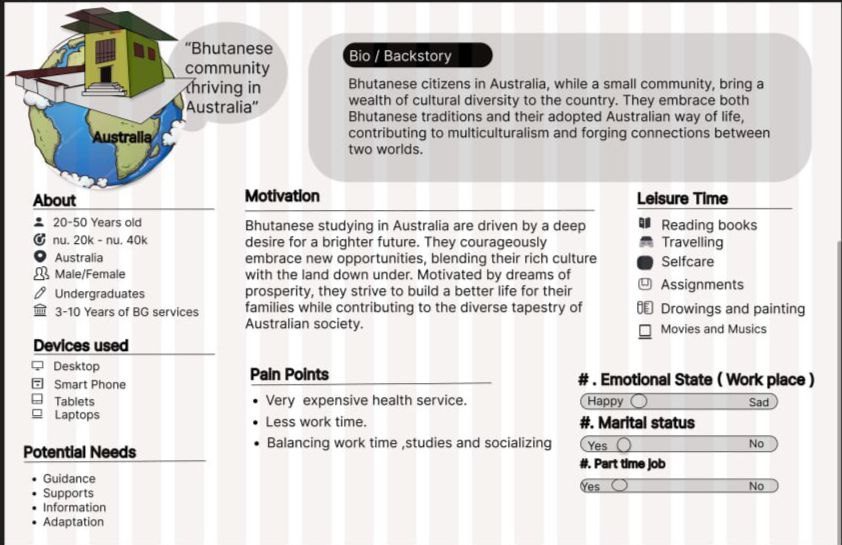 “Bhutanese
community
thriving in
Australia”
Australia
Bio / Backstory
Bhutanese citizens in Australia, while a small community, bring a
wealth of cultural diversity to the country. They embrace both
Bhutanese traditions and their adopted Australian way of life,
contributing to multiculturalism and forging connections between
two worlds.
About
20-50 Years old
nu. 20k - nu. 40k
Australia
Male/Female
Undergraduates
3-10 Years of BG services
Devices used
Desktop
Smart Phone
Tablets
Laptops
Potential Needs
• Guidance
• Supports
• Information
• Adaptation
Motivation
Bhutanese studying in Australia are driven by a deep
desire for a brighter future. They courageously
embrace new opportunities, blending their rich culture
with the land down under. Motivated by dreams of
prosperity, they strive to build a better life for their
families while contributing to the diverse tapestry of
Australian society.
Pain Points
• Very expensive health service.
• Less work time.
• Balancing work time ,studies and socializing
Leisure Time
Reading books
Travelling
Selfcare
Assignments
Drowings and painting
Movies and Musics
# . Emotional State ( Work place )
Happy Sad
#. Marital status
Yes No
#. Part time job
Yes No